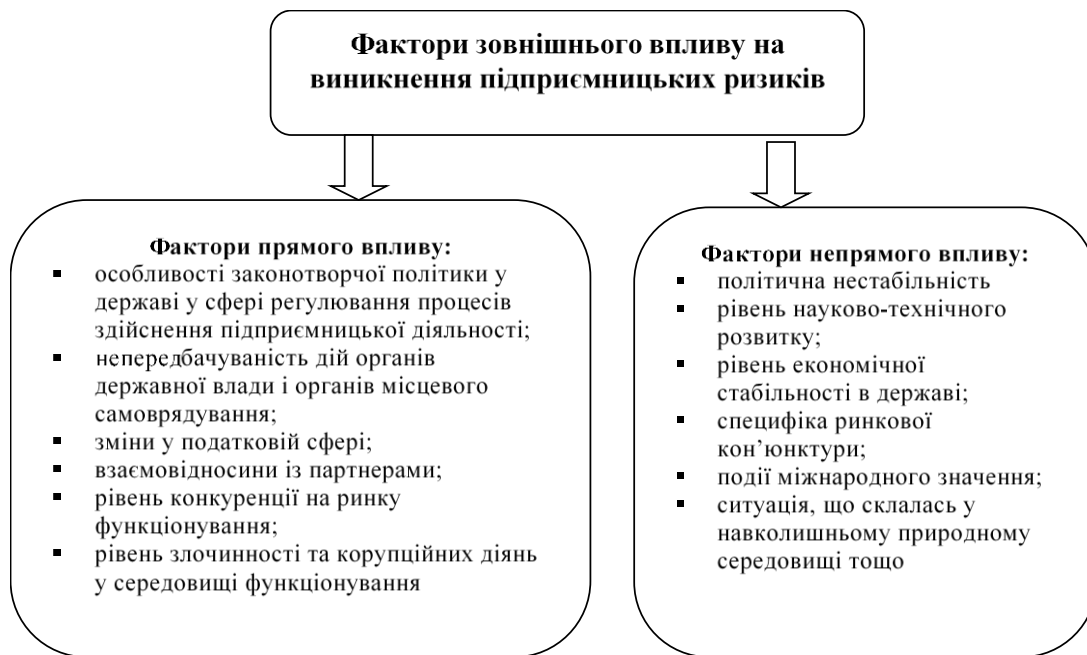 Фактори зовнішнього впливу на
виникнення підприємницьких ризиків
Фактори прямого впливу:
▪ особливості законотворчої політики у
державі у сфері регулювання процесів
здійснення підприємницької діяльності;
▪ непередбачуваність дій органів
державної влади і органів місцевого
самоврядування;
▪ зміни у податковій сфері;
▪ взаємовідносини із партнерами;
▪ рівень конкуренції на ринку
функціонування;
▪ рівень злочинності та корупційних діянь
у середовищі функціонування
Фактори непрямого впливу:
▪ політична нестабільність
▪ рівень науково-технічного
розвитку;
▪ рівень економічної
стабільності в державі;
▪ специфіка ринкової
кон’юнктури;
▪ події міжнародного значення;
▪ ситуація, що склалась у
навколишньому природному
середовищі тощо